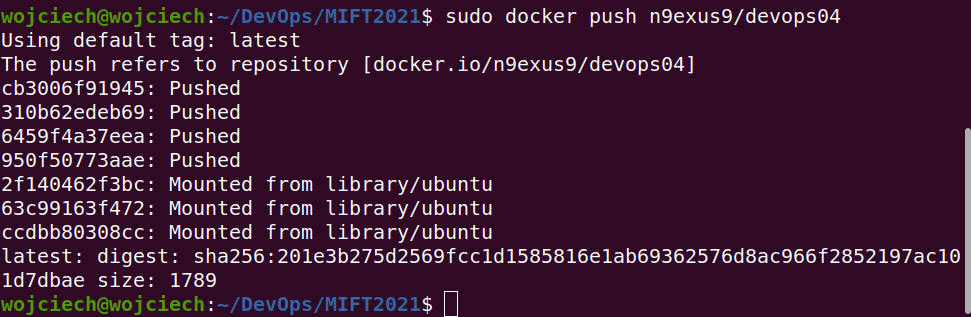 wojciech@wojciech:~/DevOps/MIFT2021$ sudo docker push n9exus9/devops04
Using default tag: latest
The push refers to repository [docker.io/n9exus9/devops04]
cb3006f91945: Pushed
310b62edeb69: Pushed
6459f4a37eea: Pushed
950f50773aae: Pushed
2f140462f3bc: Mounted from library/ubuntu
63c99163f472: Mounted from library/ubuntu
ccdbb80308cc: Mounted from library/ubuntu
latest: digest: sha256:201e3b275d2569fcc1d1585816e1ab69362576d8ac966f2852197ac10
1d7dbae size: 1789
wojciech@wojciech:~/DevOps/MIFT2021$